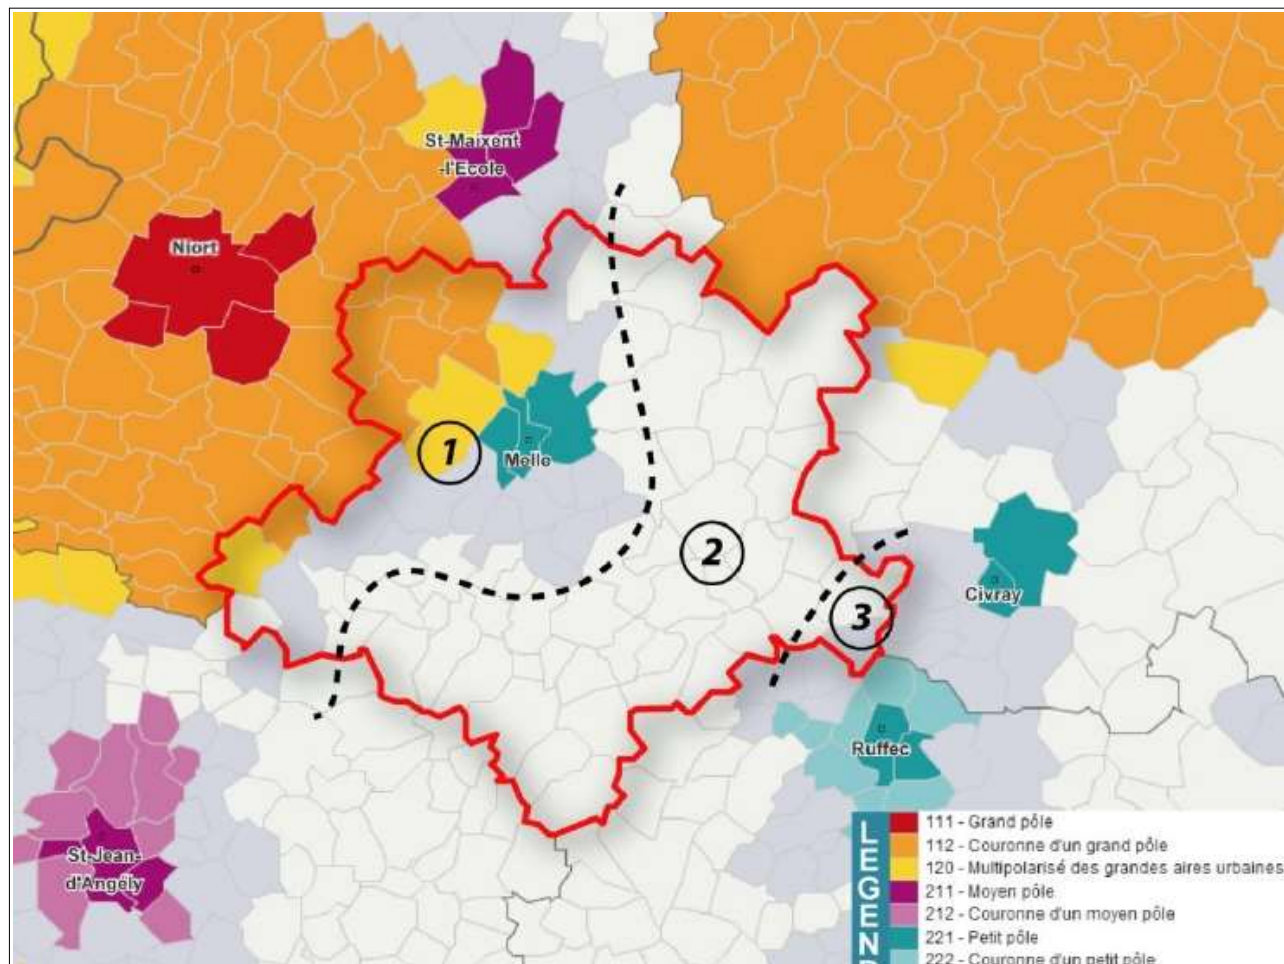 St-Maixent
-l'Ecole
Niort
1
Melle
2
3
Civray
Ruffec
St-Jean-
d'Angély
LEGEN
111 - Grand pôle
112 - Couronne d'un grand pôle
120 - Multipolarisé des grandes aires urbaines
211 - Moyen pôle
212 - Couronne d'un moyen pôle
221 - Petit pôle
222 - Couronne d'un petit pôle